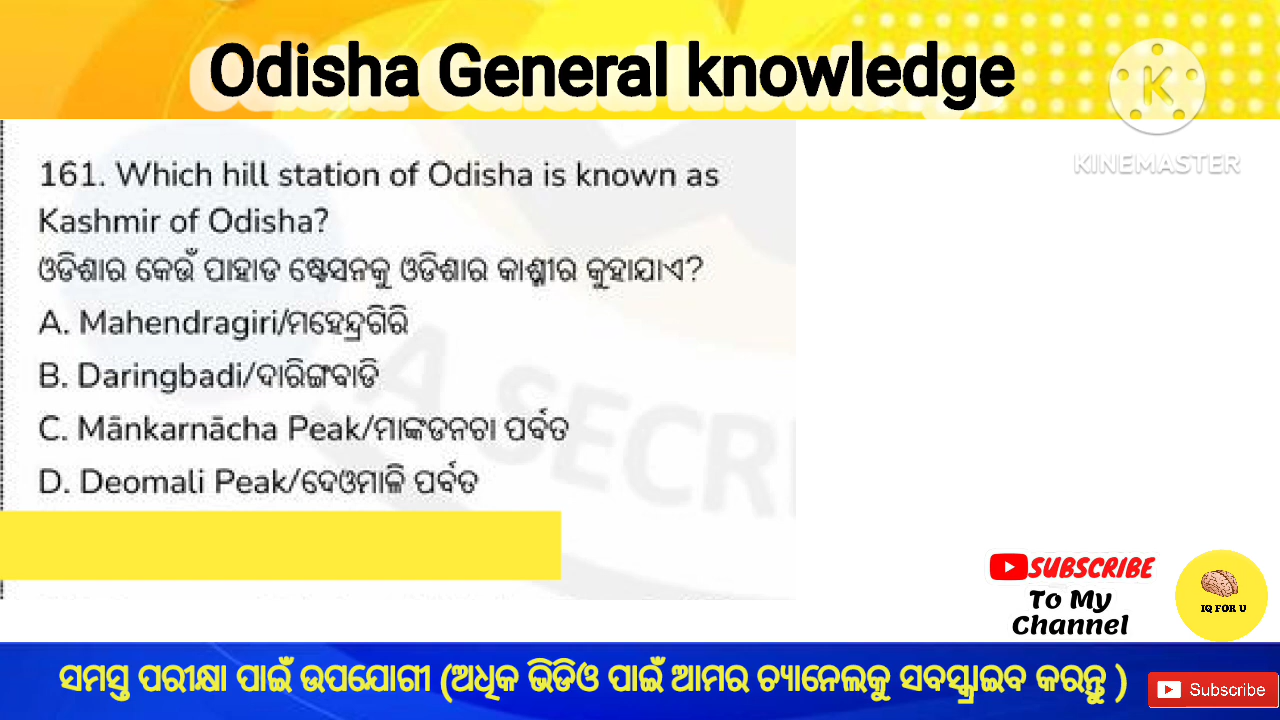 Odisha General knowledge
K
KINEMASTER
161. Which hill station of Odisha is known as
Kashmir of Odisha?
ଓଡିଶାର କେଉଁ ପାହାଡ ଷ୍ଟେସନକୁ ଓଡିଶାର କାଶ୍ମୀର କୁହାଯାଏ?
A. Mahendragiri/ମହେନ୍ଦ୍ରଗିରି
B. Daringbadi/ଦାରିଙ୍ଗବାଡି
C. Mānkarnācha Peak/ମାଙ୍କଡନଚା ପର୍ବତ
D. Deomali Peak/ଦେଓମାଳି ପର୍ବତ
A SECR
SUBSCRIBE
To My
Channel
IQ FOR U
ସମସ୍ତ ପରୀକ୍ଷା ପାଇଁ ଉପଯୋଗୀ (ଅଧିକ ଭିଡିଓ ପାଇଁ ଆମର ଚ୍ୟାନେଲକୁ ସବସ୍କ୍ରାଇବ କରନ୍ତୁ )
Subscribe